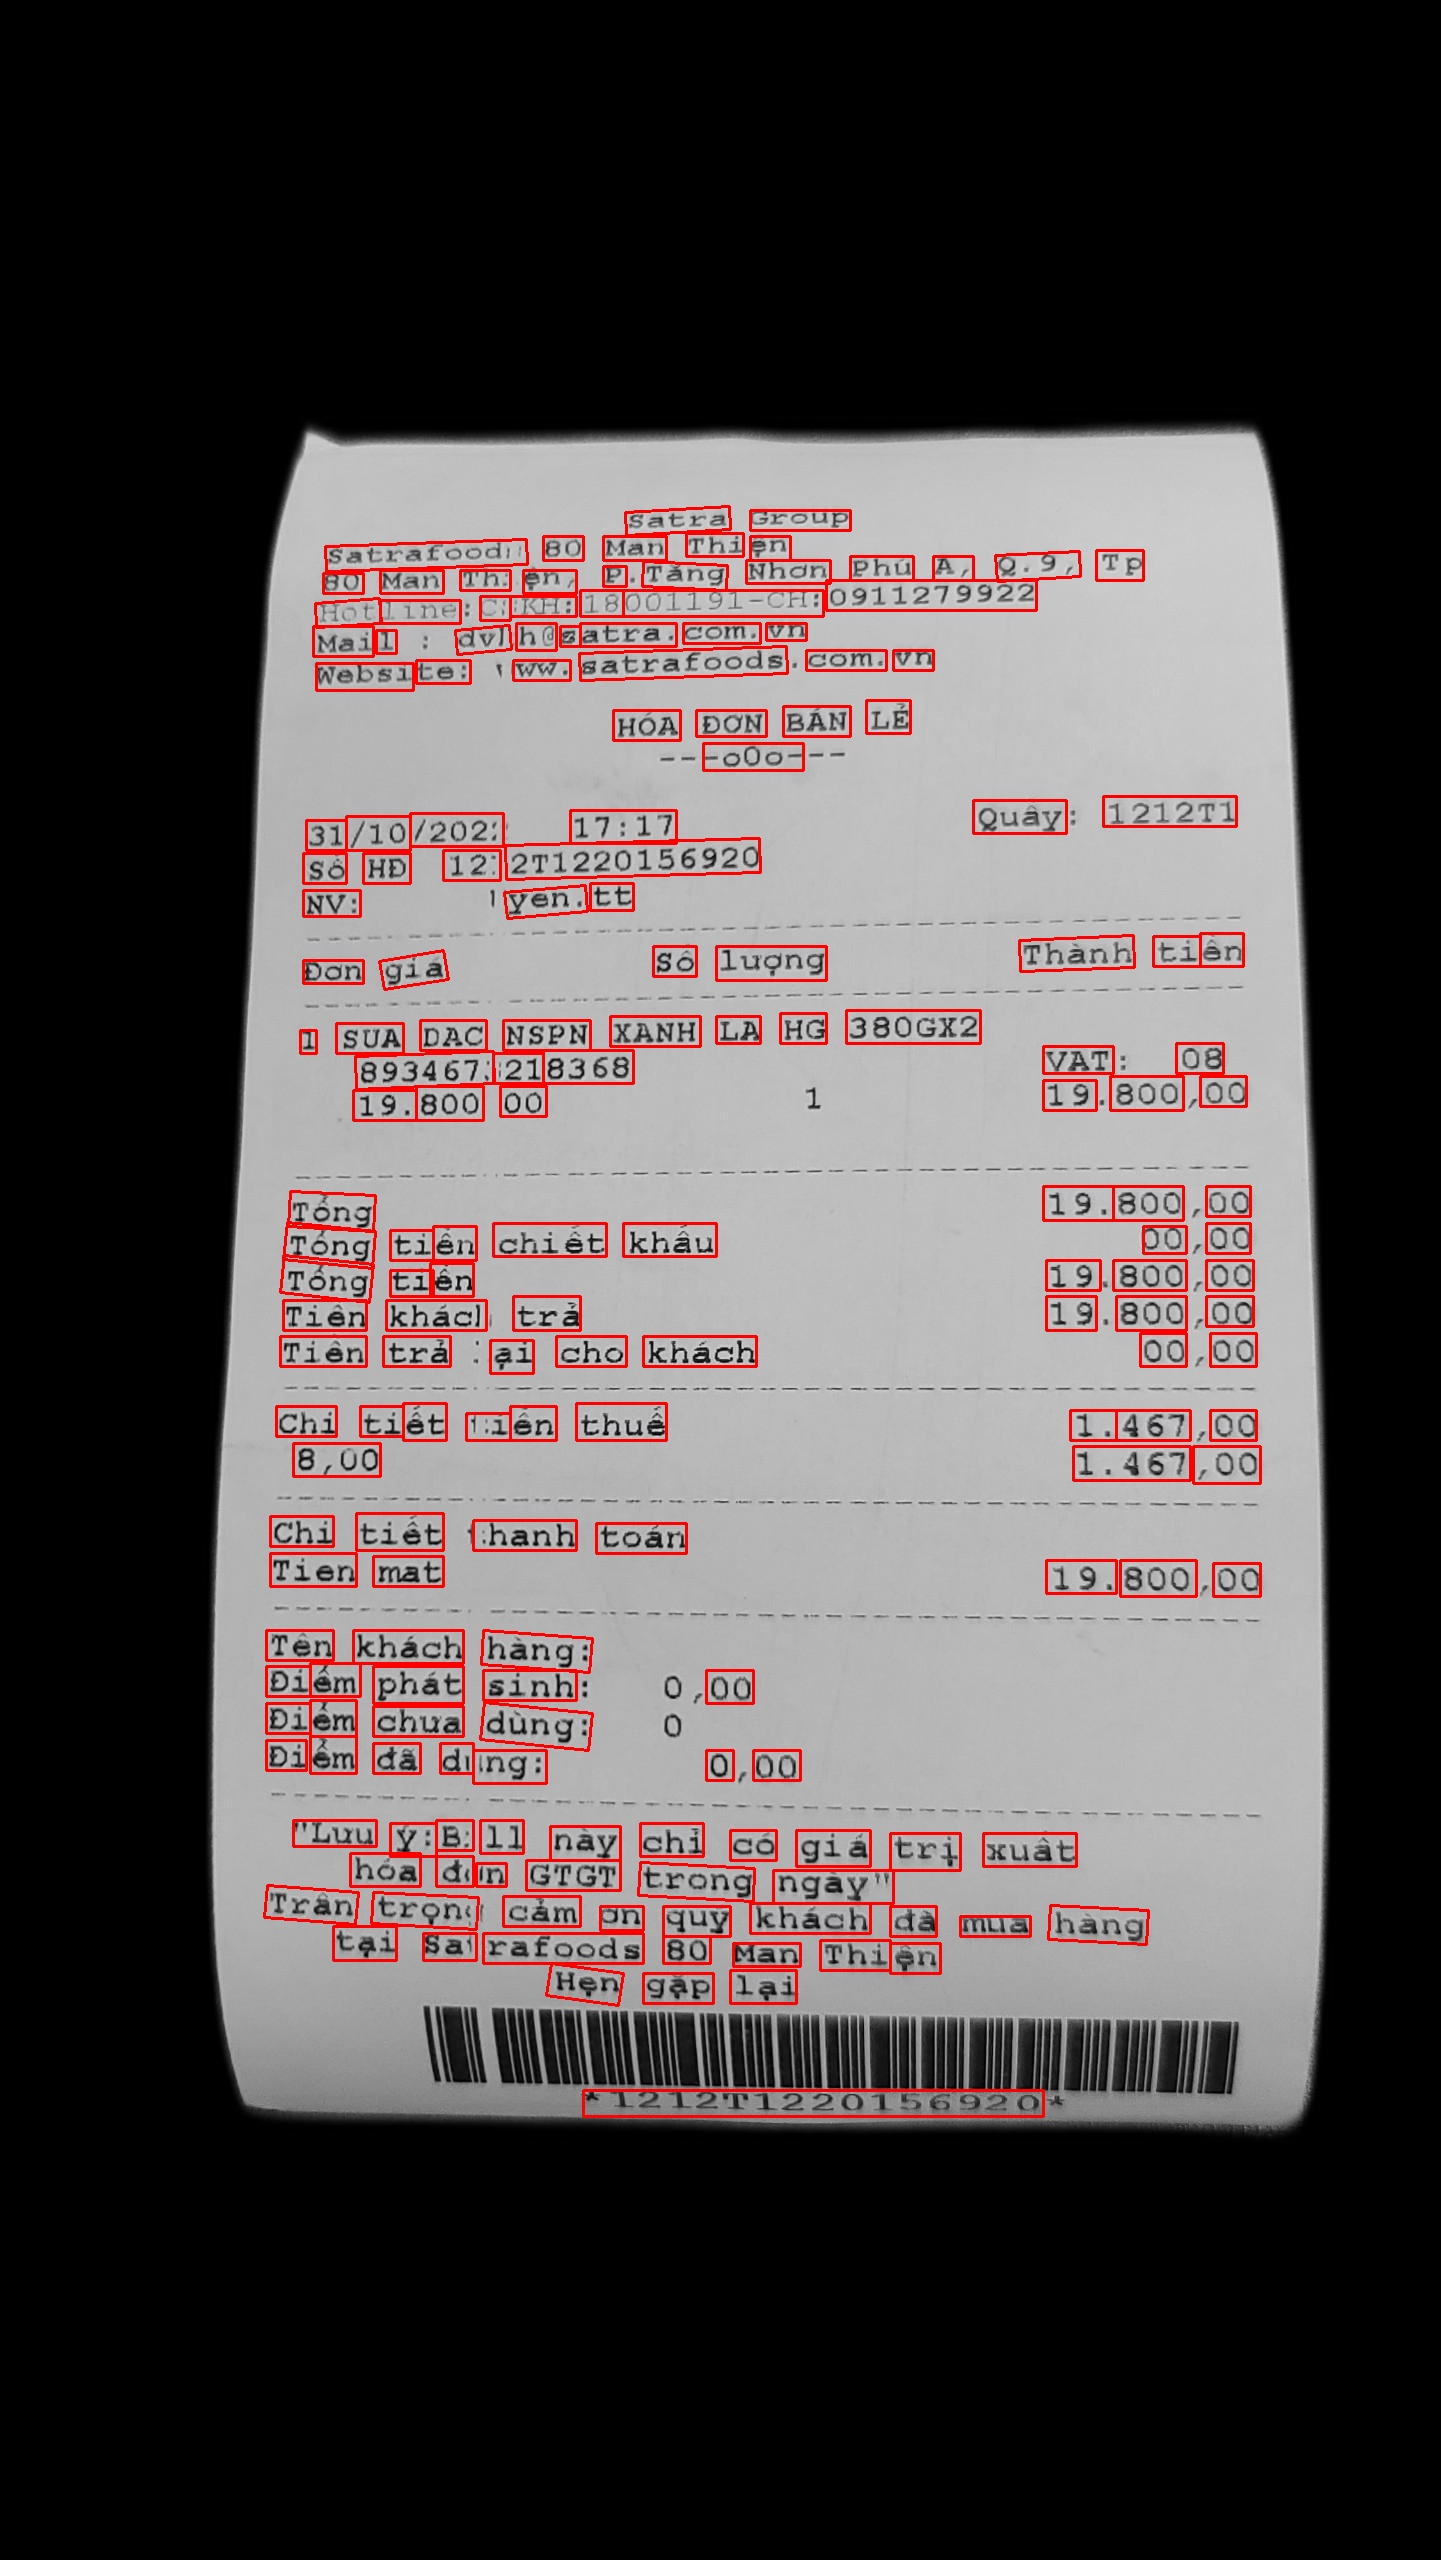 Satra Group
Satrafood 80 Man Thiện
80 Man Thiện, P.Tăng Nhơn Phú A, Q.9, Tp
Hotline: CSKH:18001191-CH:0911279922
Mail : h@satra.com.vn
Website: ww.satrafoods.com.vn
HÓA ĐƠN BÁN LẺ
---oOo---
31/10/202 17:17 Quầy: 1212T1
Số HĐ 1212T1220156920
NV: yen.tt
Đơn giá Số lượng Thành tiền
1 SUA DAC NSPN XANH LA HG 380GX2
893467 218368 VAT: 08
19.800 00 1 19.800,00
Tổng 19.800,00
Tổng tiền chiết khấu 00,00
Tổng tiền 19.800,00
Tiền khách trả 19.800,00
Tiền trả lại cho khách 00,00
Chi tiết tiền thuế 1.467,00
8,00 1.467,00
Chi tiết thanh toán
Tien mat 19.800,00
Tên khách hàng:
Điểm phát sinh: 0,00
Điểm chưa dùng: 0
Điểm đã dùng: 0,00
"Lưu ý:Bill này chỉ có giá trị xuất
hóa đơn GTGT trong ngày"
Trân trọng cảm ơn quý khách đã mua hàng
tại Satrafoods 80 Man Thiện
Hẹn gặp lại
*1212T1220156920*